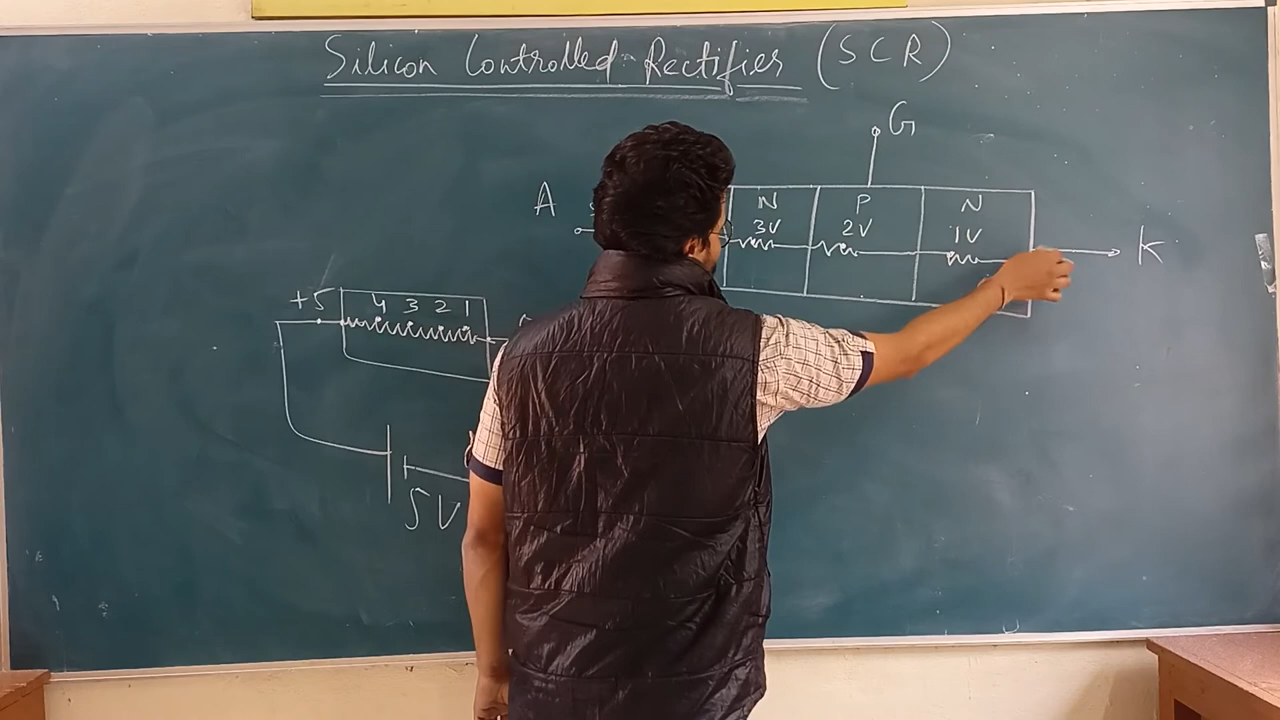 Silicon Controlled Rectifier (SCR)
G
A
N P N
3V 2V 1V
K
+5 4 3 2 1
5V